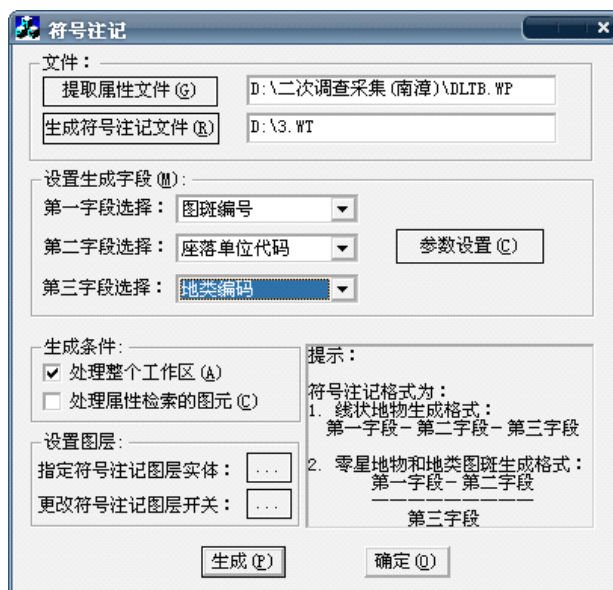 符号注记
文件：
提取属性文件(G)
D:\二次调查采集(南漳)\DLTB.WP
生成符号注记文件(R)
D:\3.WT
设置生成字段(M):
第一字段选择：
图斑编号
第二字段选择：
座落单位代码
参数设置(C)
第三字段选择：
地类编码
生成条件:
处理整个工作区(A)
处理属性检索的图元(C)
设置图层:
指定符号注记图层实体：
...
更改符号注记图层开关：
...
提示：
符号注记格式为：
1. 线状地物生成格式：
第一字段－第二字段－第三字段
2. 零星地物和地类图斑生成格式：
第一字段－第二字段
—————————
第三字段
生成(P)
确定(O)